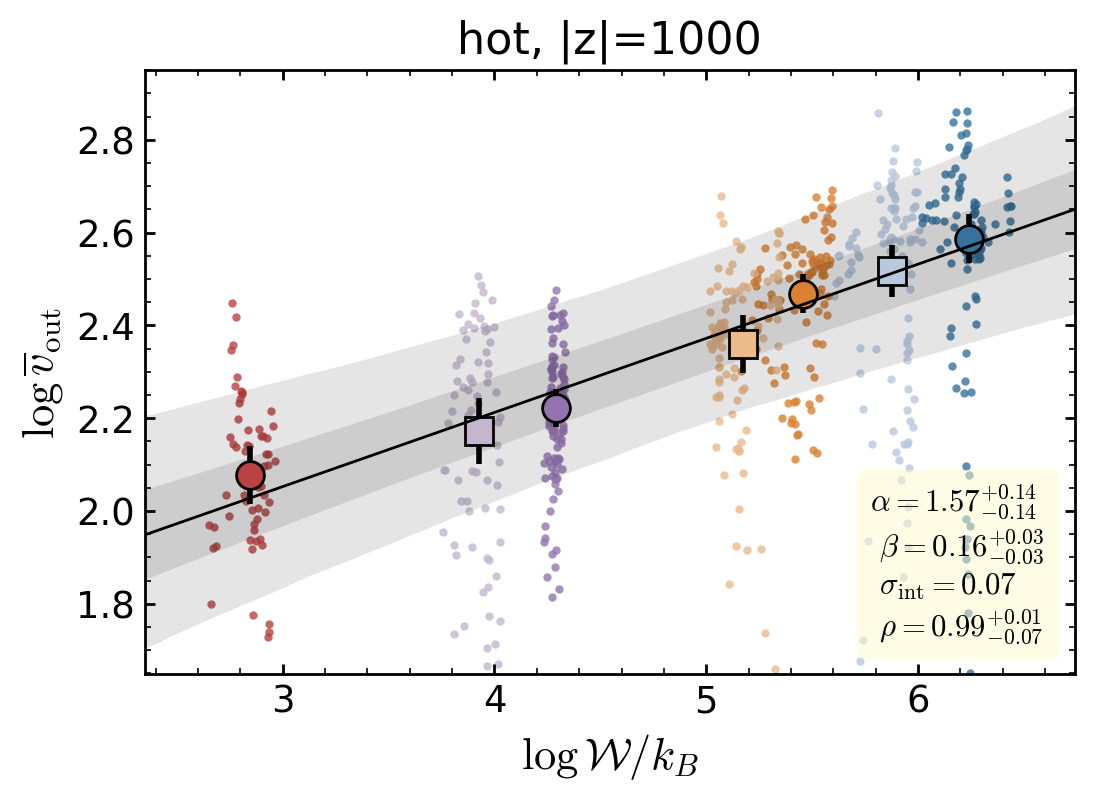 hot, |z|=1000
log v̅_out
2.8
2.6
2.4
2.2
2.0
1.8
α = 1.57^{+0.14}_{−0.14}
β = 0.16^{+0.03}_{−0.03}
σ_int = 0.07
ρ = 0.99^{+0.01}_{−0.07}
3 4 5 6
log 𝒲/k_B